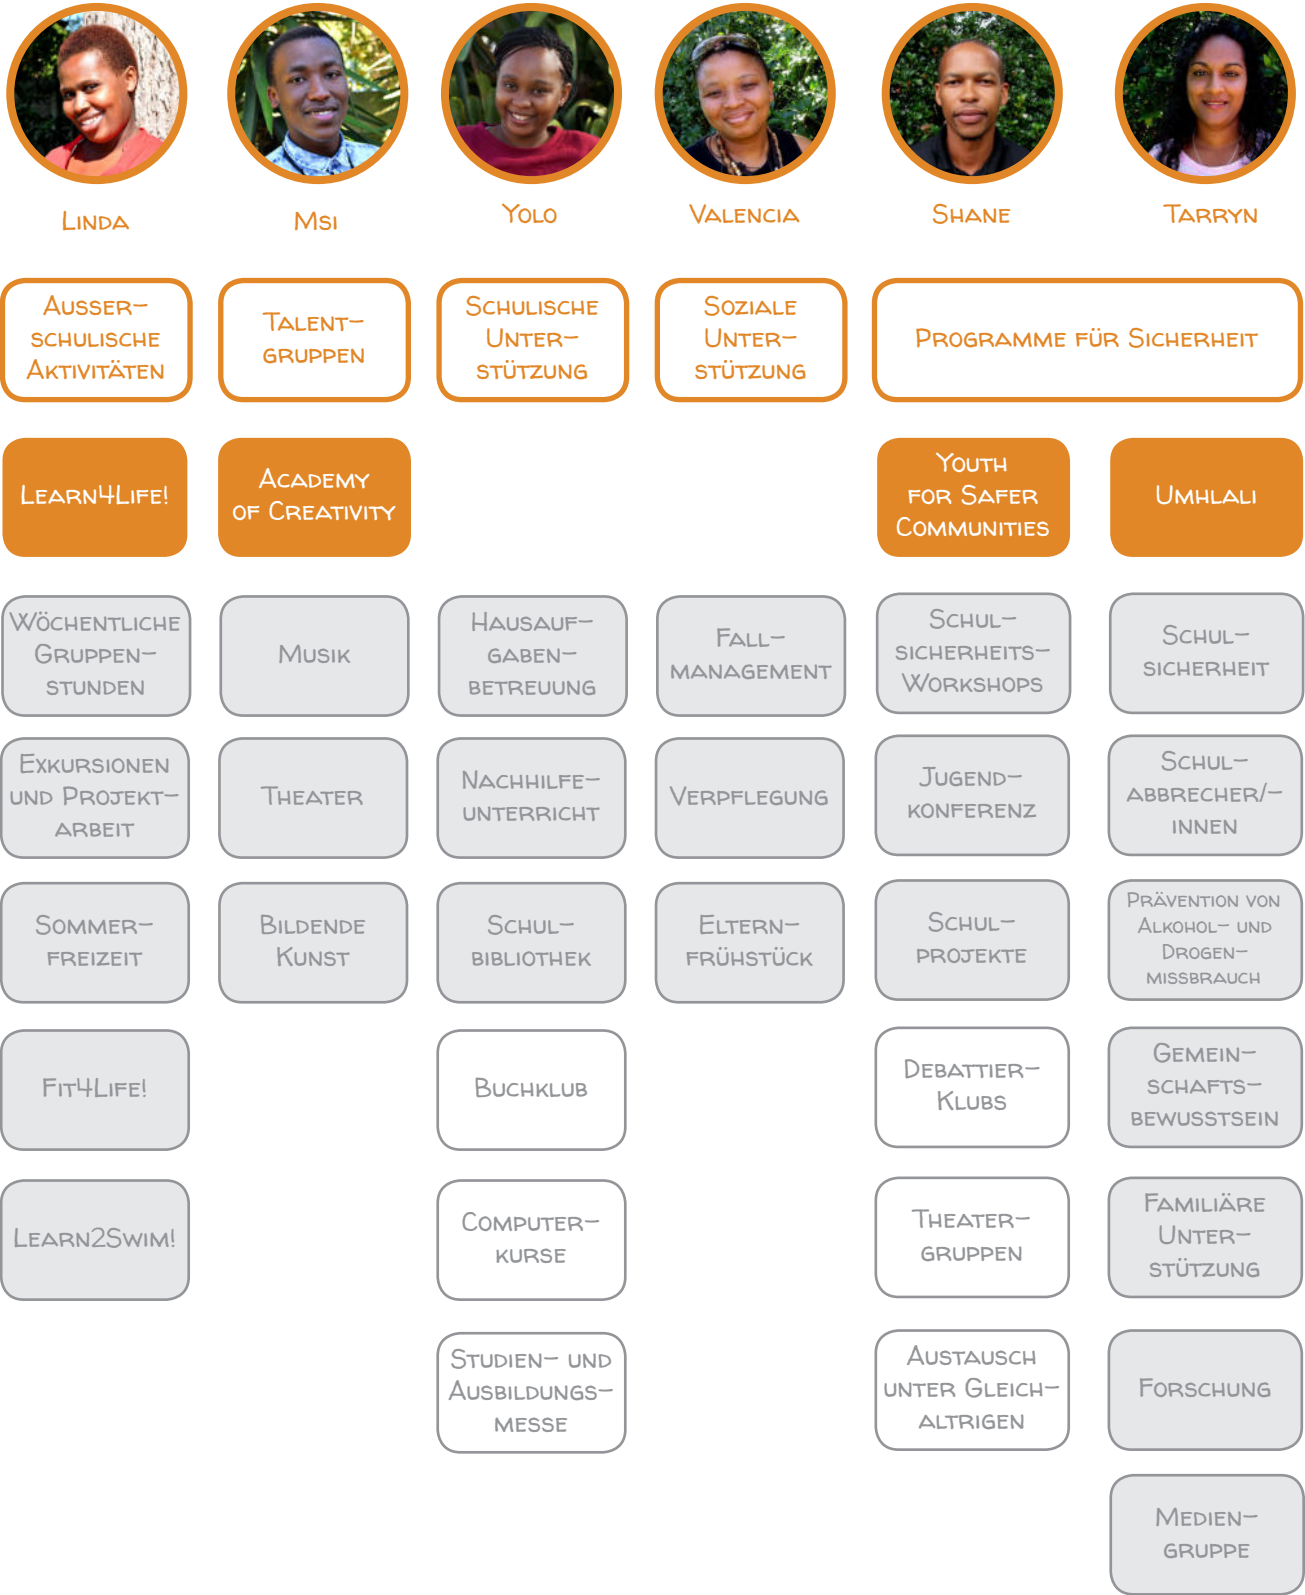 Linda
Msi
Yolo
Valencia
Shane
Tarryn
Ausser-
schulische
Aktivitäten
Talent-
gruppen
Schulische
Unter-
stützung
Soziale
Unter-
stützung
Programme für Sicherheit
Learn4Life!
Academy
of Creativity
Youth
for Safer
Communities
Umhlali
Wöchentliche
Gruppen-
stunden
Musik
Hausauf-
gaben-
betreuung
Fall-
management
Schul-
sicherheits-
Workshops
Schul-
sicherheit
Exkursionen
und Projekt-
arbeit
Theater
Nachhilfe-
unterricht
Verpflegung
Jugend-
konferenz
Schul-
abbrecher/-
innen
Sommer-
freizeit
Bildende
Kunst
Schul-
bibliothek
Eltern-
frühstück
Schul-
projekte
Prävention von
Alkohol- und
Drogen-
missbrauch
Fit4Life!
Buchklub
Debattier-
Klubs
Gemein-
schafts-
bewusstsein
Learn2Swim!
Computer-
kurse
Theater-
gruppen
Familiäre
Unter-
stützung
Studien- und
Ausbildungs-
messe
Austausch
unter Gleich-
altrigen
Forschung
Medien-
gruppe